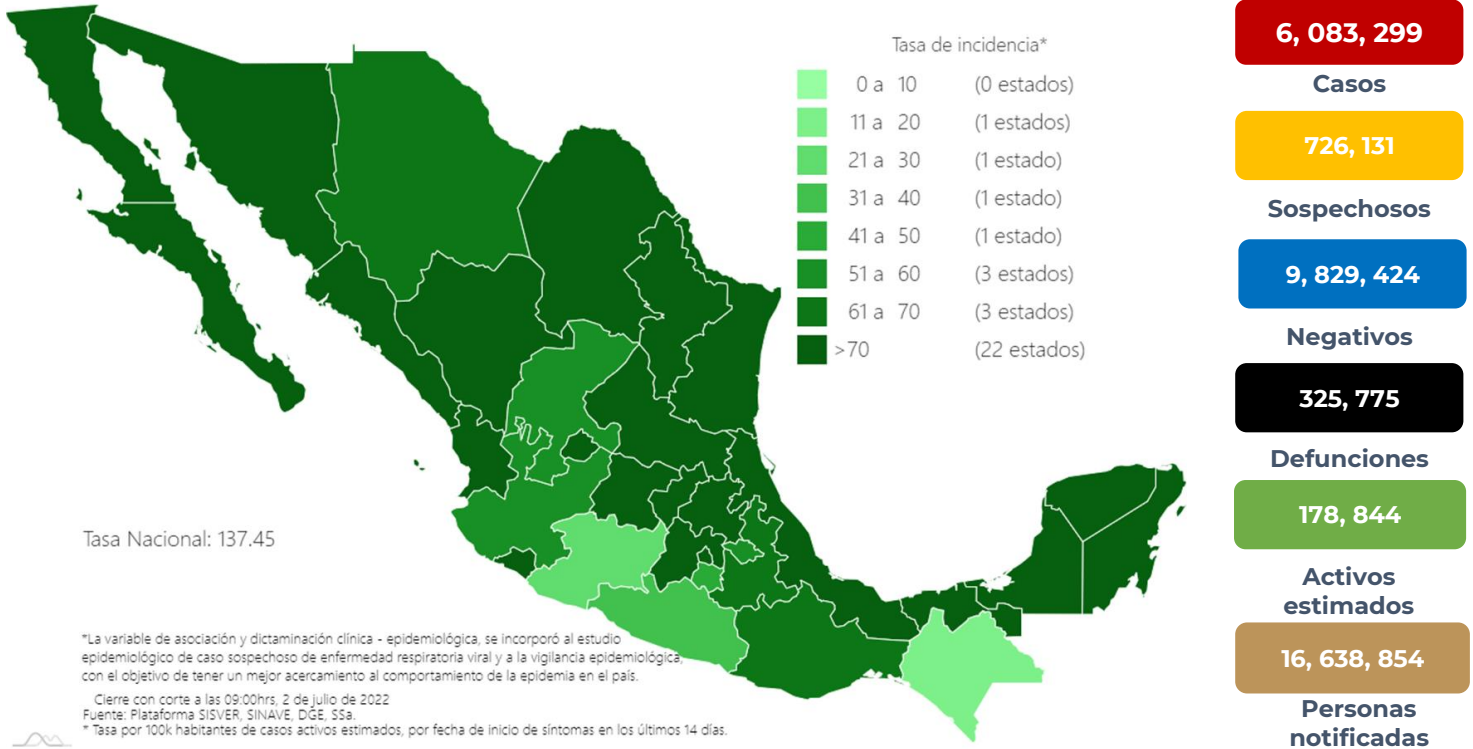 Tasa de incidencia*
0 a 10 (0 estados)
11 a 20 (1 estados)
21 a 30 (1 estado)
31 a 40 (1 estado)
41 a 50 (1 estado)
51 a 60 (3 estados)
61 a 70 (3 estados)
>70 (22 estados)
Tasa Nacional: 137.45
*La variable de asociación y dictaminación clínica - epidemiológica, se incorporó al estudio
epidemiológico de caso sospechoso de enfermedad respiratoria viral y a la vigilancia epidemiológica,
con el objetivo de tener un mejor acercamiento al comportamiento de la epidemia en el país.
Cierre con corte a las 09:00hrs, 2 de julio de 2022
Fuente: Plataforma SISVER, SINAVE, DGE, SSa.
* Tasa por 100k habitantes de casos activos estimados, por fecha de inicio de síntomas en los últimos 14 días.
6, 083, 299
Casos
726, 131
Sospechosos
9, 829, 424
Negativos
325, 775
Defunciones
178, 844
Activos
estimados
16, 638, 854
Personas
notificadas